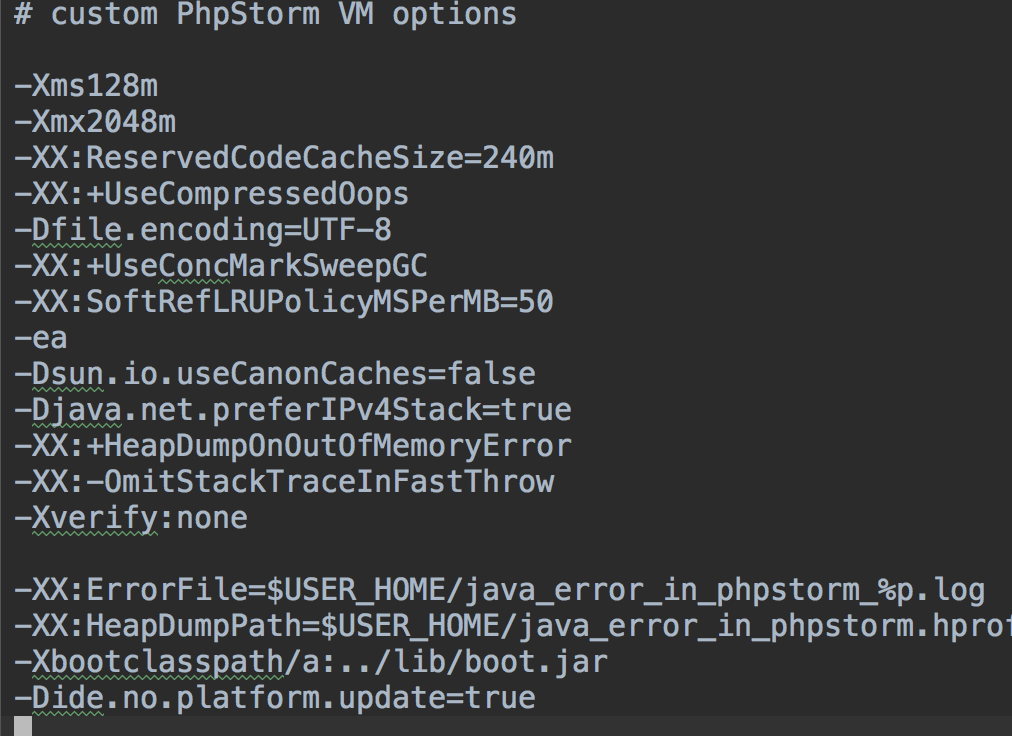 # custom PhpStorm VM options
-Xms128m
-Xmx2048m
-XX:ReservedCodeCacheSize=240m
-XX:+UseCompressedOops
-Dfile.encoding=UTF-8
-XX:+UseConcMarkSweepGC
-XX:SoftRefLRUPolicyMSPerMB=50
-ea
-Dsun.io.useCanonCaches=false
-Djava.net.preferIPv4Stack=true
-XX:+HeapDumpOnOutOfMemoryError
-XX:-OmitStackTraceInFastThrow
-Xverify:none
-XX:ErrorFile=$USER_HOME/java_error_in_phpstorm_%p.log
-XX:HeapDumpPath=$USER_HOME/java_error_in_phpstorm.hprof
-Xbootclasspath/a:../lib/boot.jar
-Dide.no.platform.update=true